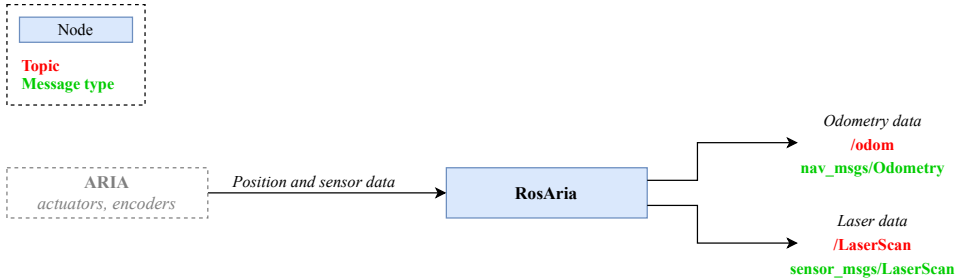 Node
Topic
Message type
ARIA
actuators, encoders
Position and sensor data
RosAria
Odometry data
/odom
nav_msgs/Odometry
Laser data
/LaserScan
sensor_msgs/LaserScan